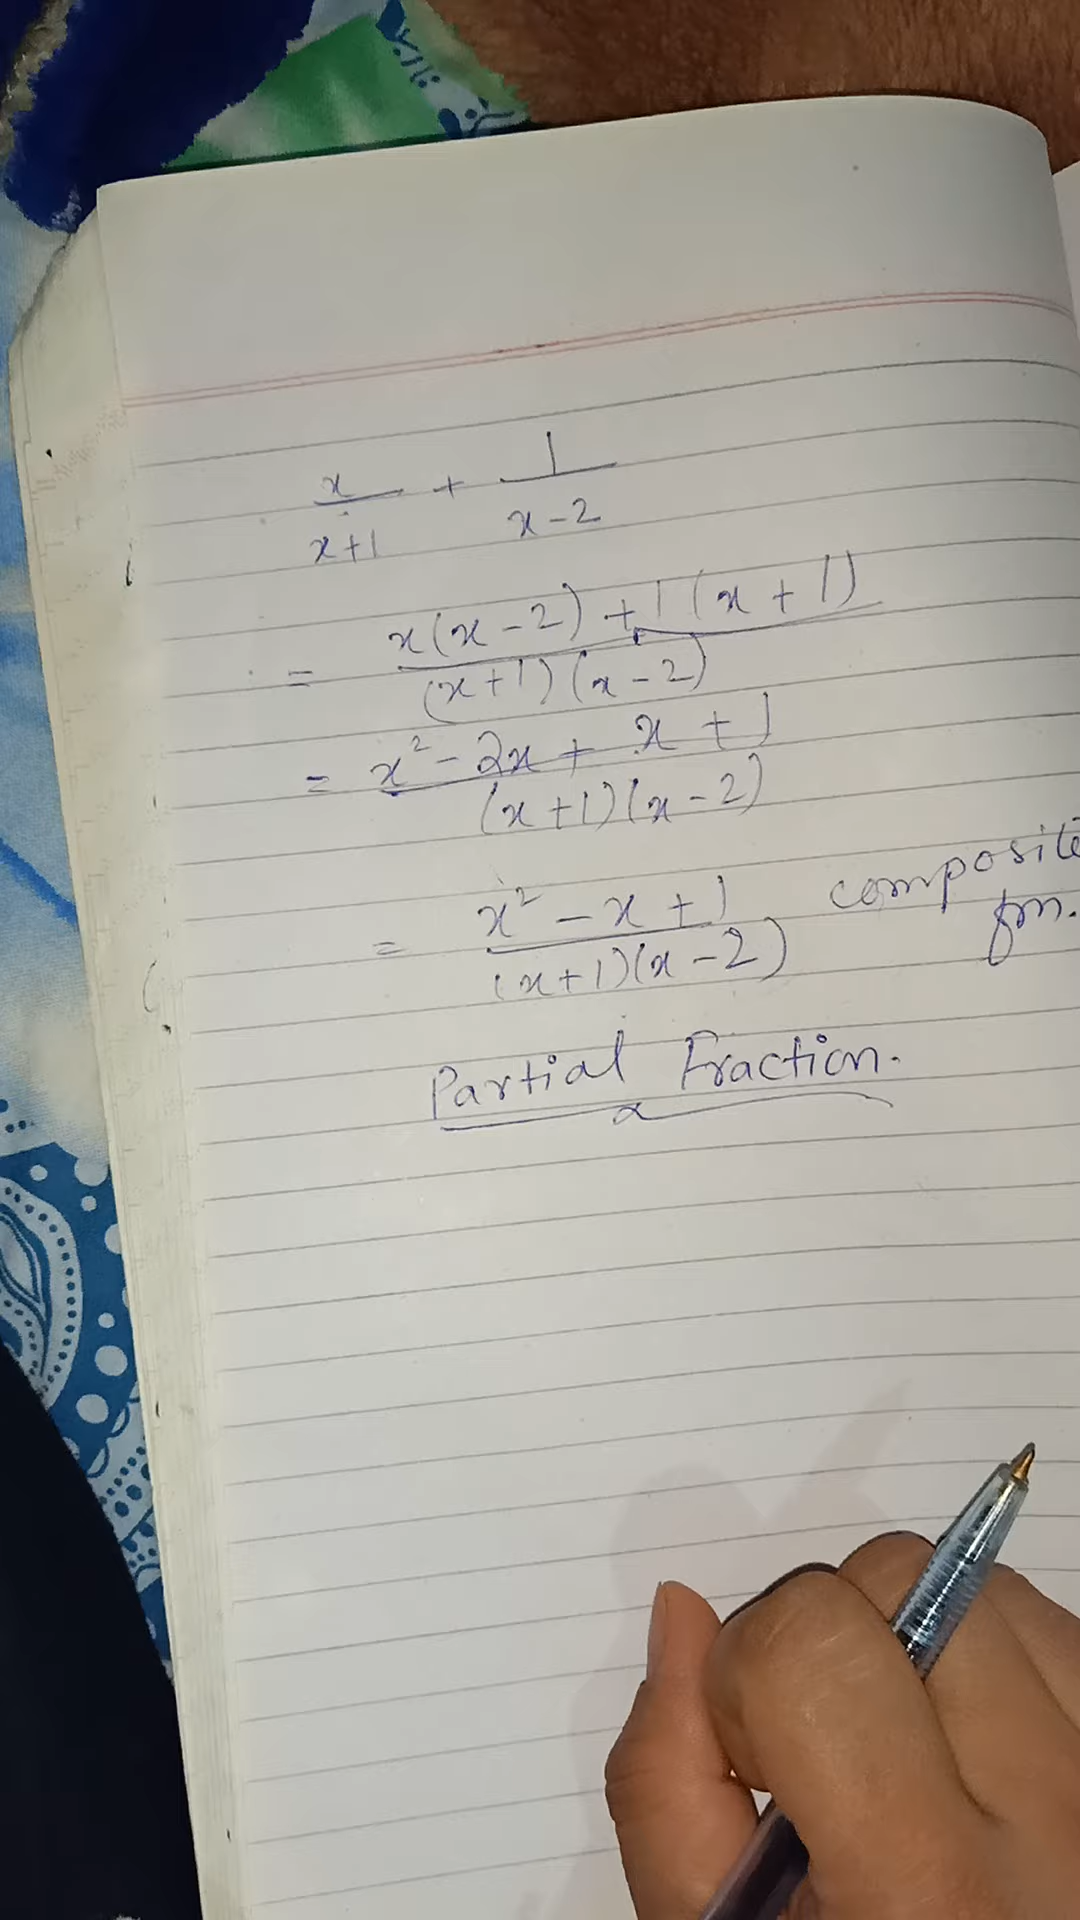 x/(x+1) + 1/(x-2)
= (x(x-2) + 1(x+1))/((x+1)(x-2))
= (x² - 2x + x + 1)/((x+1)(x-2))
= (x² - x + 1)/((x+1)(x-2)) composite
fn.
Partial Fraction.